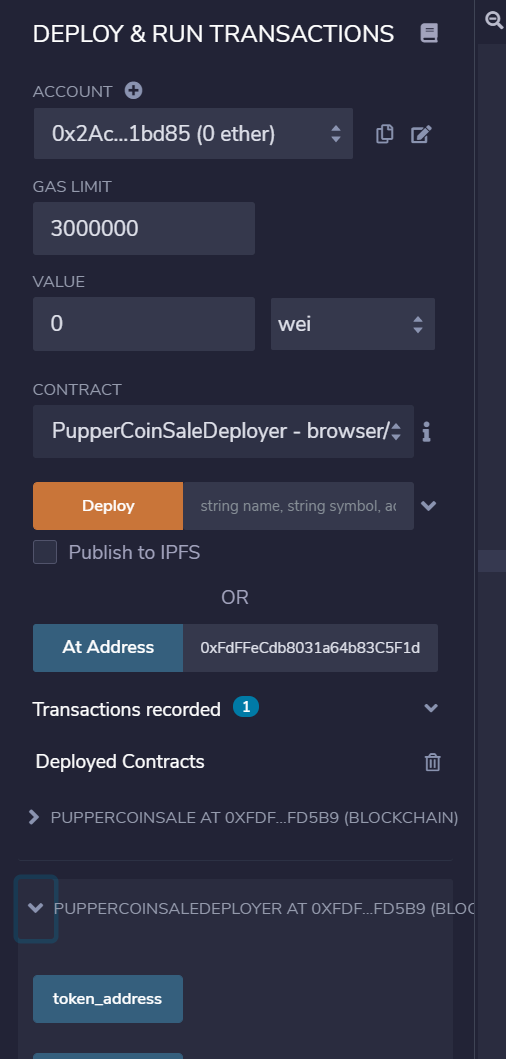 DEPLOY & RUN TRANSACTIONS
ACCOUNT
0x2Ac...1bd85 (0 ether)
GAS LIMIT
3000000
VALUE
0 wei
CONTRACT
PupperCoinSaleDeployer - browser/
Deploy string name, string symbol, ac
Publish to IPFS
OR
At Address 0xFdFFeCdb8031a64b83C5F1d
Transactions recorded 1
Deployed Contracts
PUPPERCOINSALE AT 0XFDF...FD5B9 (BLOCKCHAIN)
PUPPERCOINSALEDEPLOYER AT 0XFDF...FD5B9 (BLOC
token_address